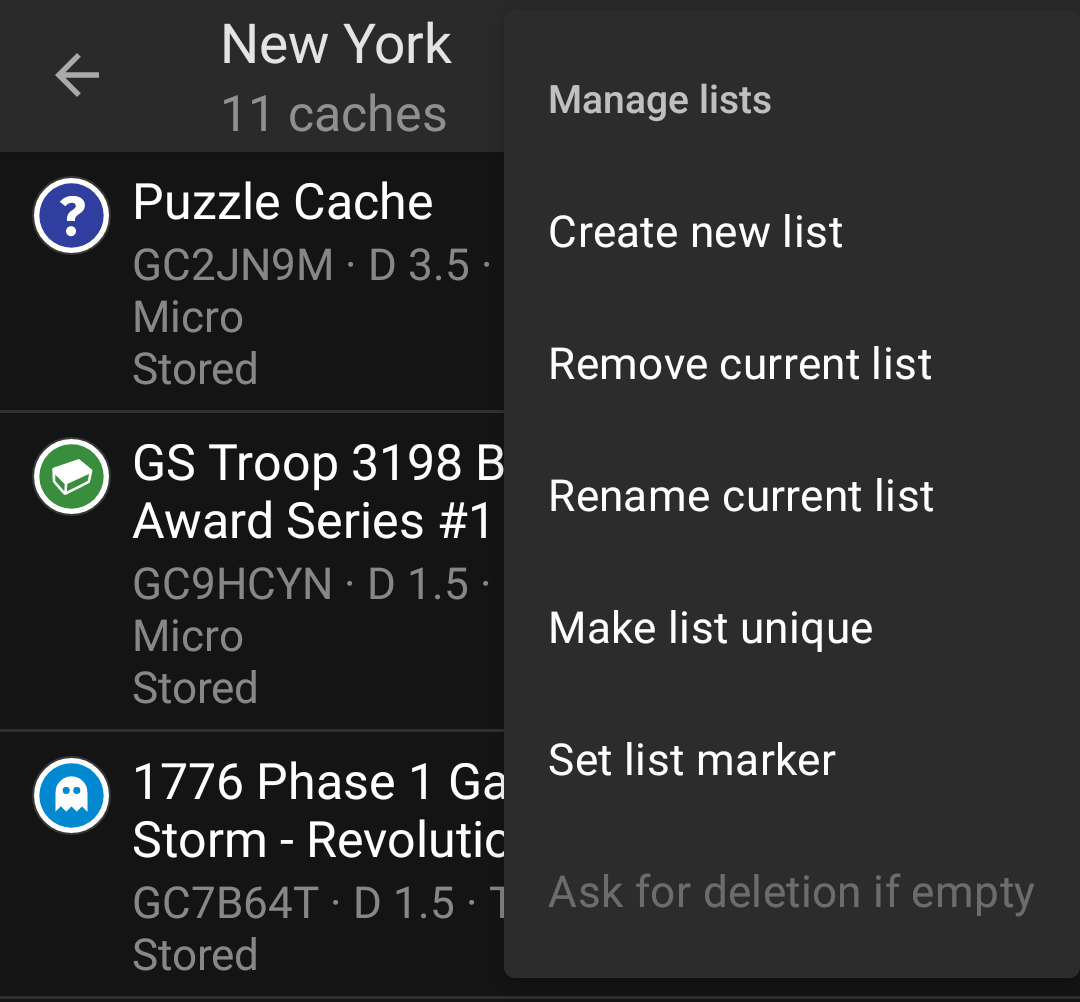 New York
11 caches
Puzzle Cache
GC2JN9M · D 3.5 ·
Micro
Stored
GS Troop 3198 B
Award Series #1
GC9HCYN · D 1.5 ·
Micro
Stored
1776 Phase 1 Ga
Storm - Revolutio
GC7B64T · D 1.5 · T
Stored
Manage lists
Create new list
Remove current list
Rename current list
Make list unique
Set list marker
Ask for deletion if empty